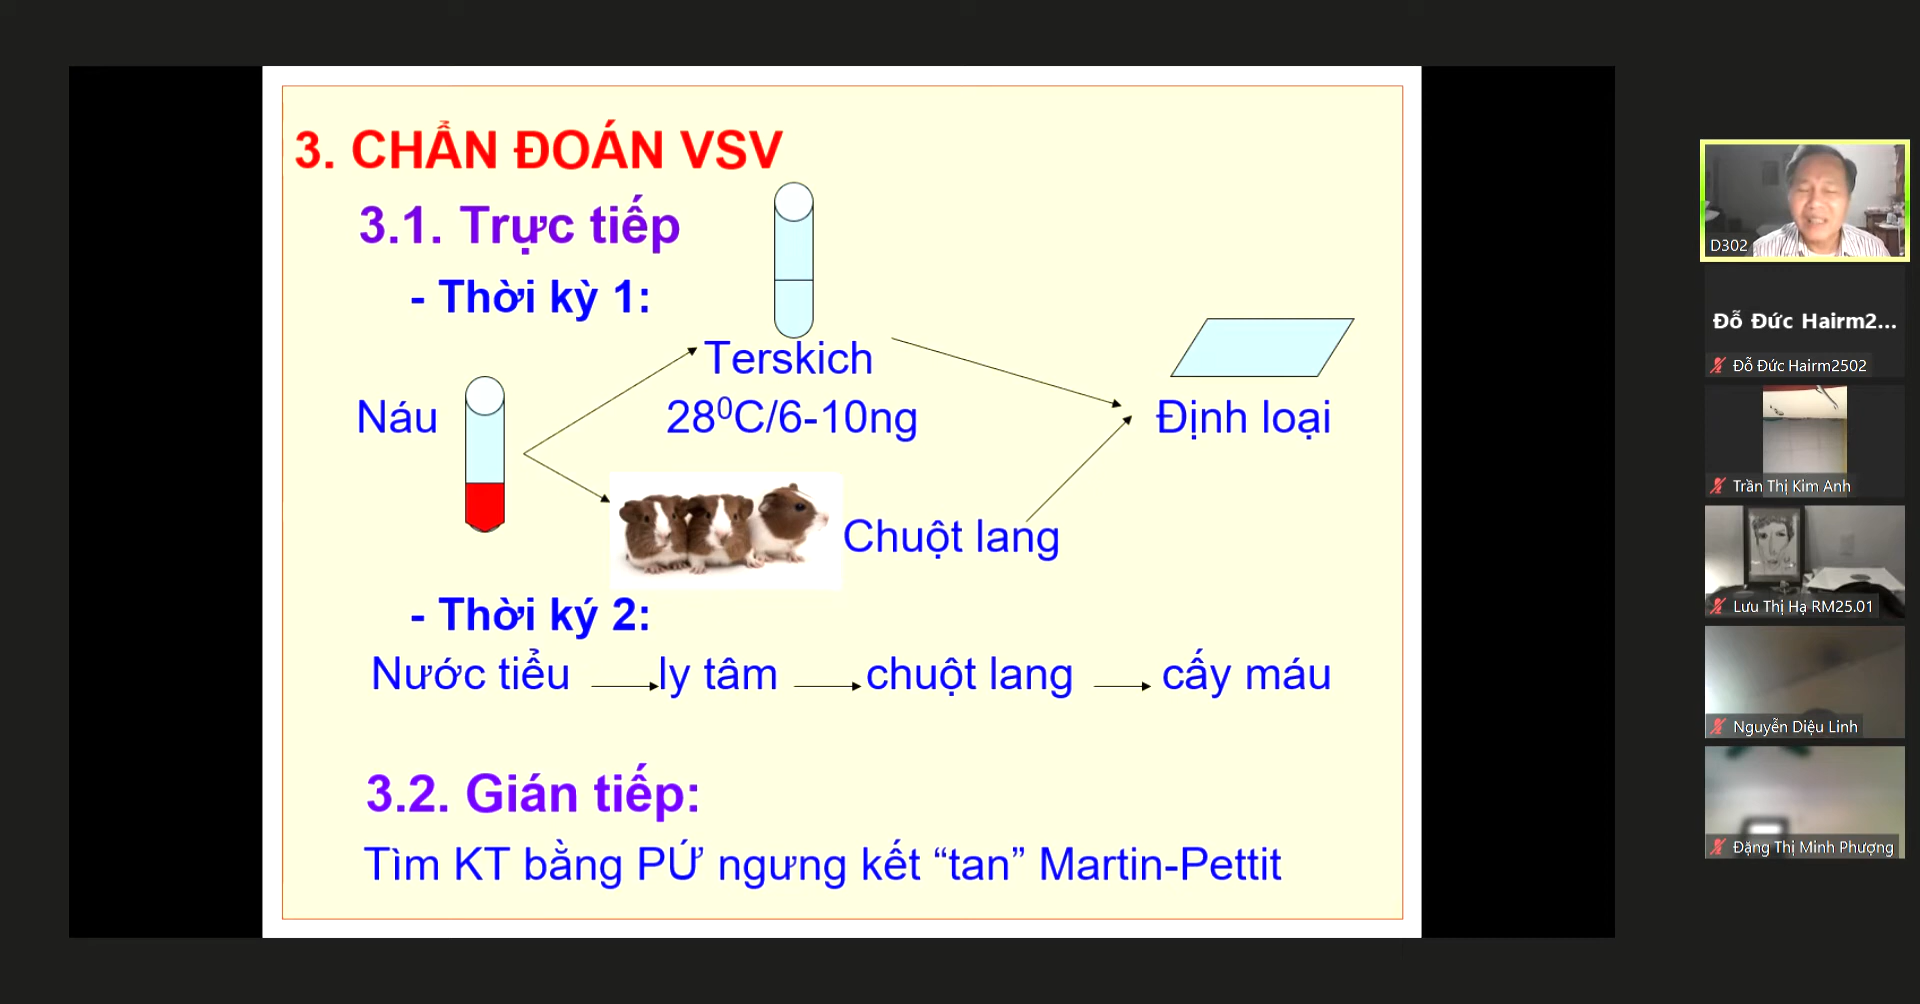 3. CHẨN ĐOÁN VSV
3.1. Trực tiếp
- Thời kỳ 1:
Terskich
Náu
28⁰C/6-10ng
Định loại
Chuột lang
- Thời ký 2:
Nước tiểu ly tâm chuột lang cấy máu
3.2. Gián tiếp:
Tìm KT bằng PỨ ngưng kết “tan” Martin-Pettit
D302
Đỗ Đức Hairm2...
Đỗ Đức Hairm2502
Trần Thị Kim Anh
Lưu Thị Hạ RM25.01
Nguyễn Diệu Linh
Đặng Thị Minh Phượng